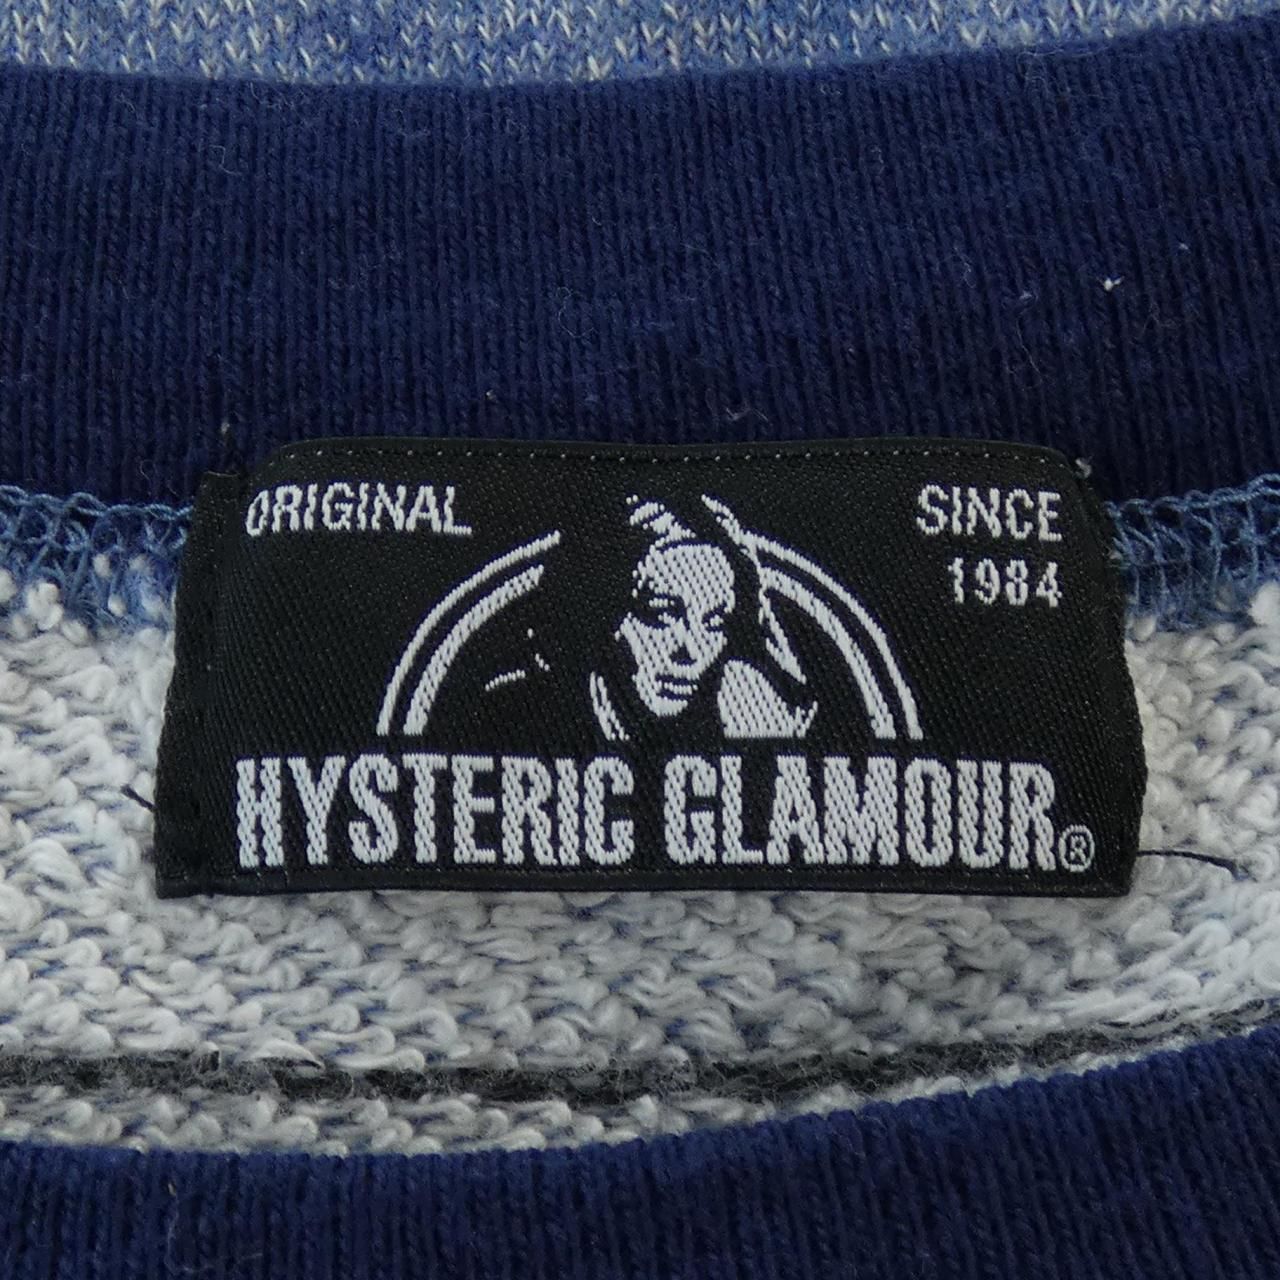 ORIGINAL
SINCE
1984
HYSTERIC GLAMOUR®